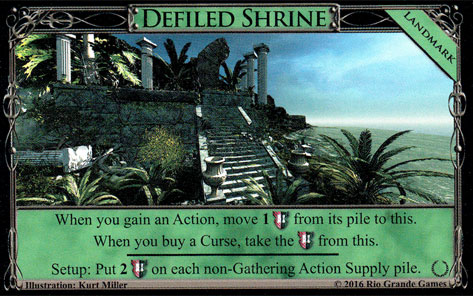 DEFILED SHRINE
LANDMARK
When you gain an Action, move 1 from its pile to this.
When you buy a Curse, take the from this.
Setup: Put 2 on each non-Gathering Action Supply pile.
Illustration: Kurt Miller
© 2016 Rio Grande Games